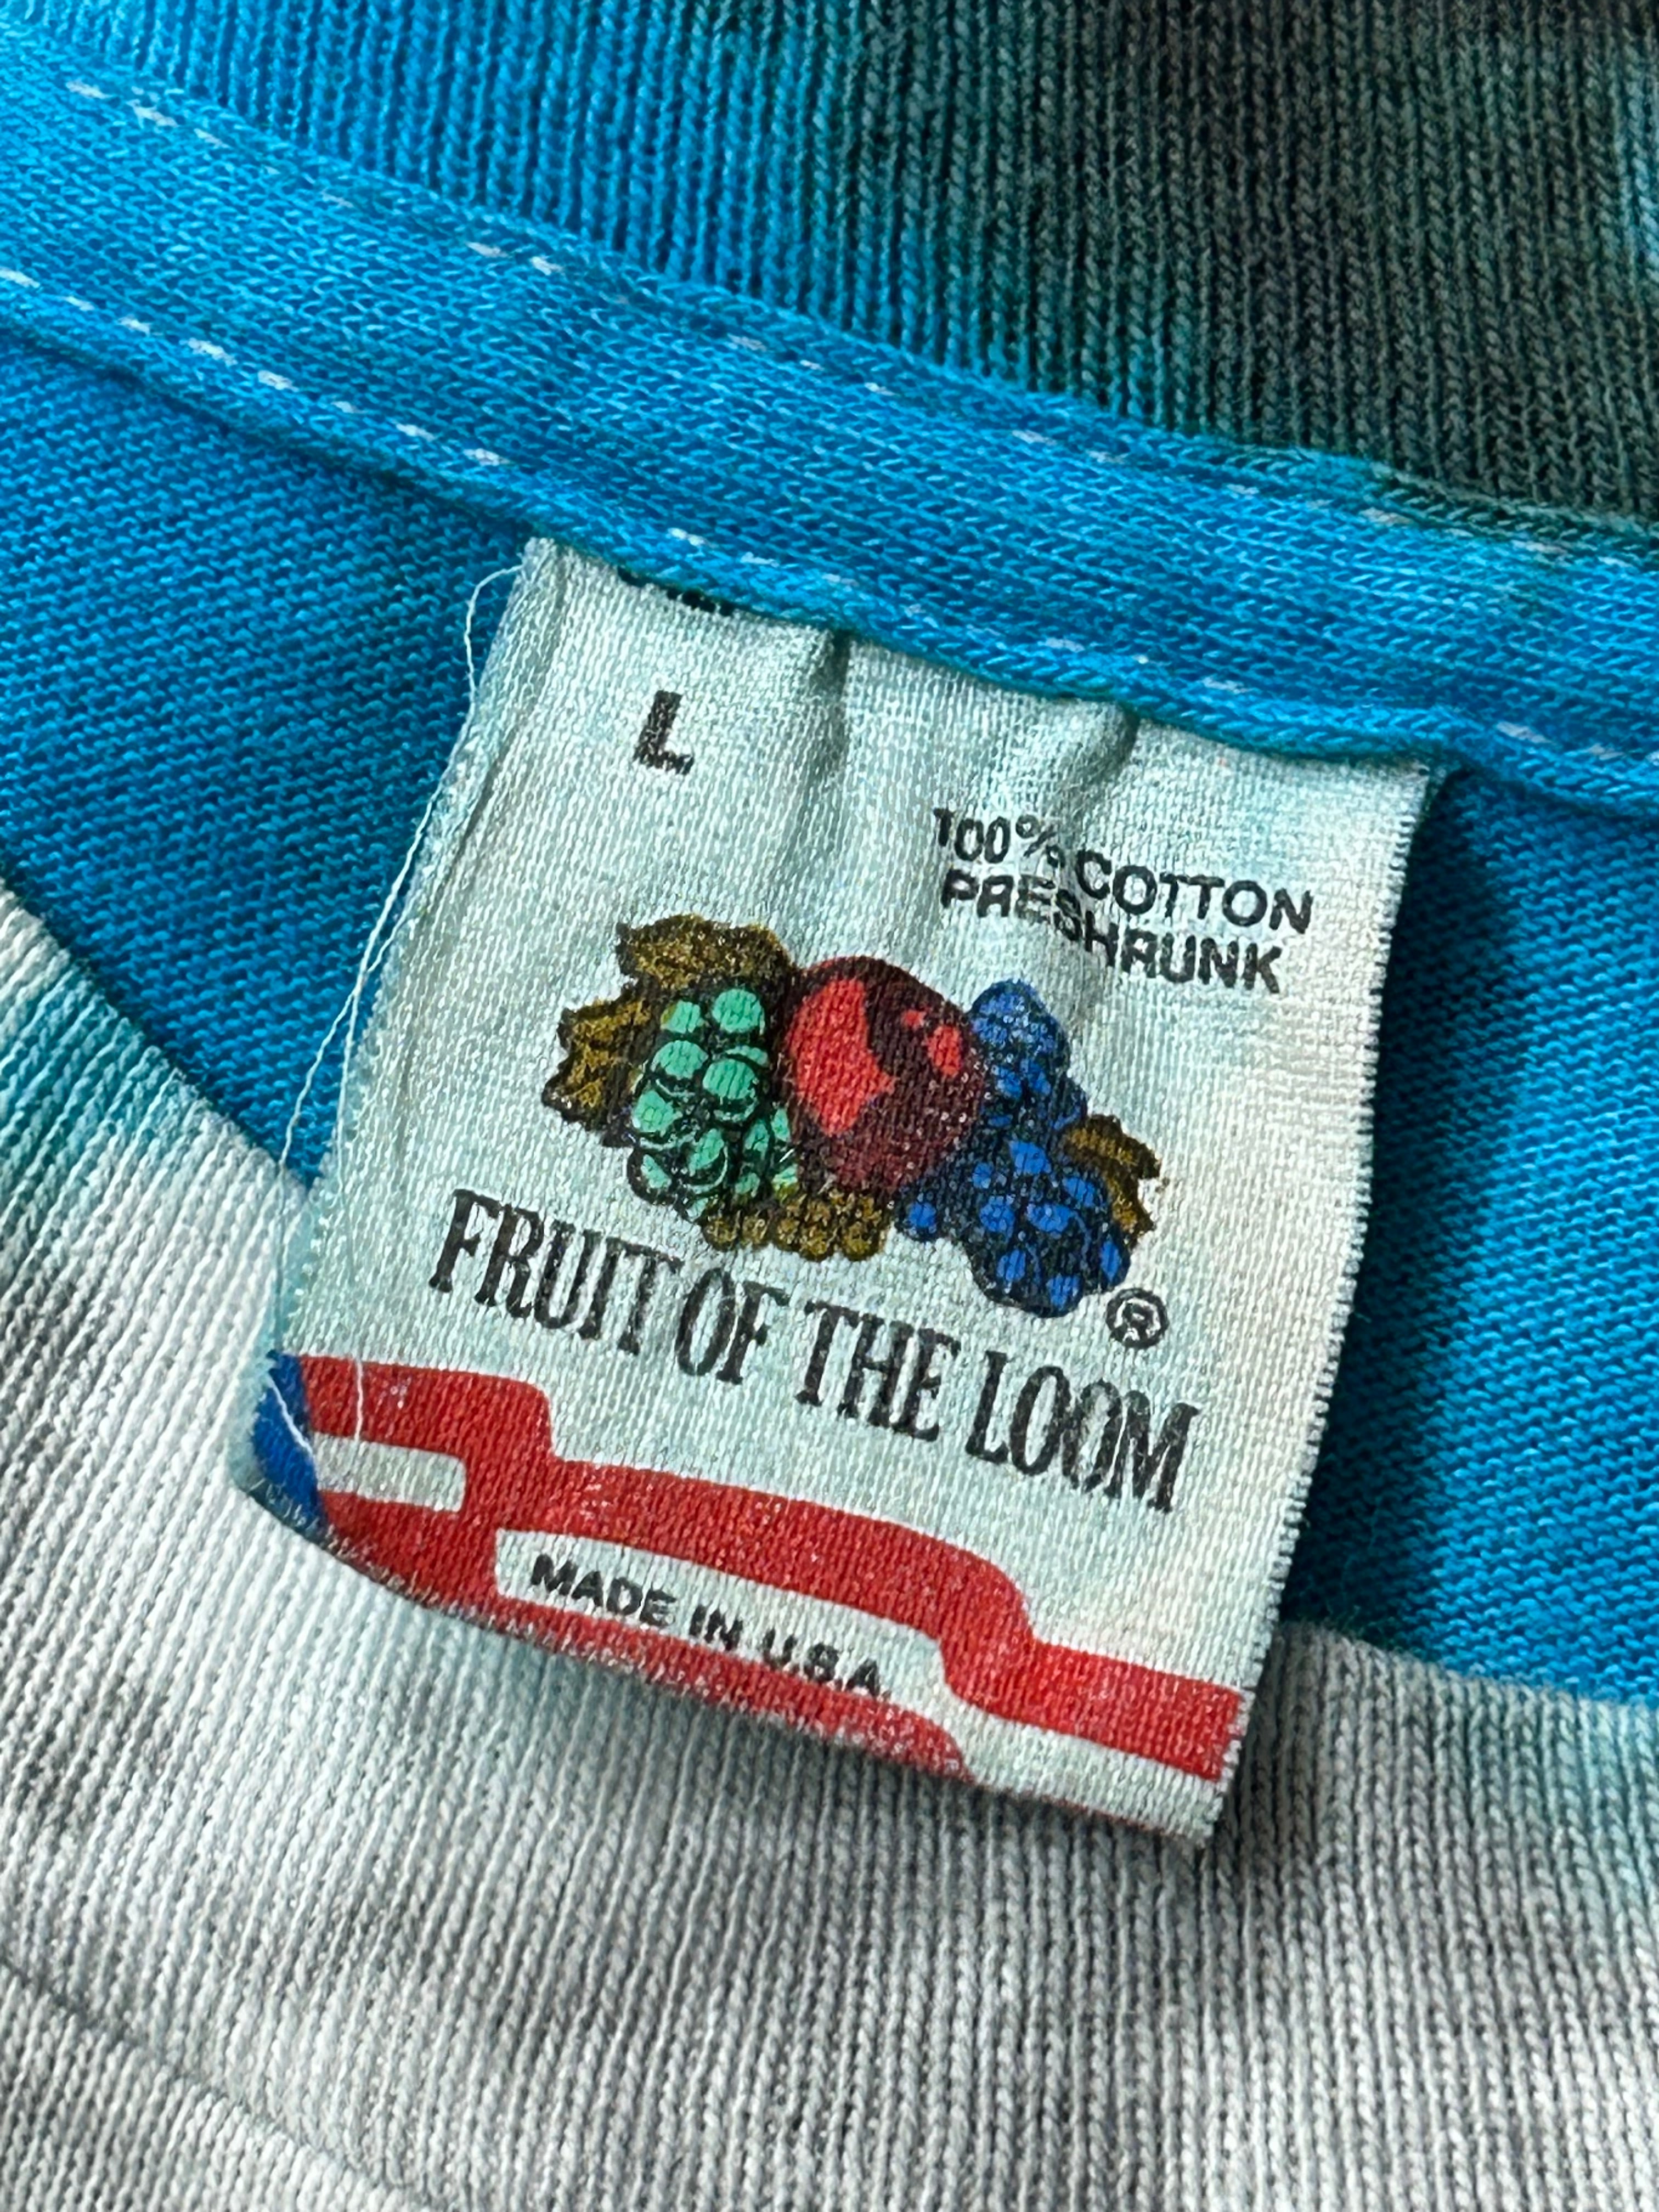 L
100% COTTON
PRESHRUNK
FRUIT OF THE LOOM ®
MADE IN U.S.A.